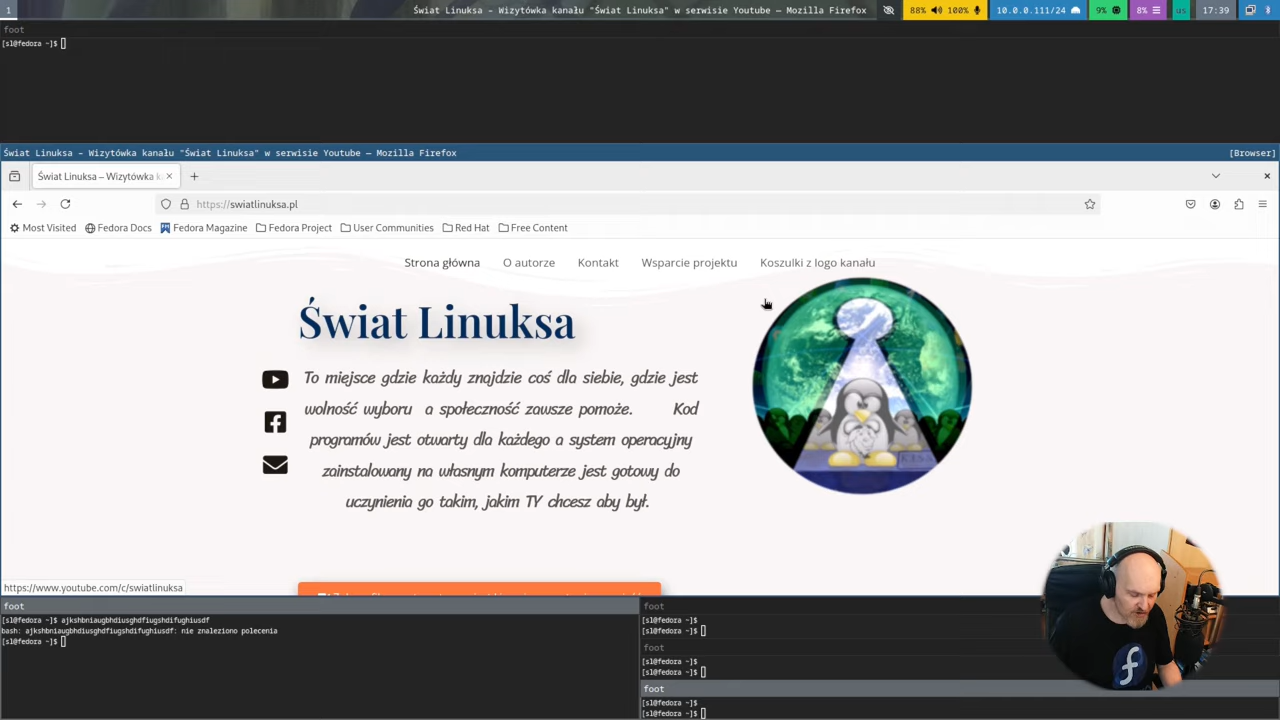 1
Świat Linuksa – Wizytówka kanału "Świat Linuksa" w serwisie Youtube — Mozilla Firefox
88% 100% 10.0.0.111/24 9% 8% us 17:39
foot
[sl@fedora ~]$
Świat Linuksa – Wizytówka kanału "Świat Linuksa" w serwisie Youtube — Mozilla Firefox [Browser]
Świat Linuksa – Wizytówka k
https://swiatlinuksa.pl
Most Visited Fedora Docs Fedora Magazine Fedora Project User Communities Red Hat Free Content
Strona główna O autorze Kontakt Wsparcie projektu Koszulki z logo kanału
Świat Linuksa
To miejsce gdzie każdy znajdzie coś dla siebie, gdzie jest
wolność wyboru a społeczność zawsze pomoże. Kod
programów jest otwarty dla każdego a system operacyjny
zainstalowany na własnym komputerze jest gotowy do
uczynienia go takim, jakim TY chcesz aby był.
https://www.youtube.com/c/swiatlinuksa
foot
[sl@fedora ~]$ ajkshbniaugbhdiusghdfiugshdifughiusdf
bash: ajkshbniaugbhdiusghdfiugshdifughiusdf: nie znaleziono polecenia
[sl@fedora ~]$
foot
[sl@fedora ~]$
[sl@fedora ~]$
foot
[sl@fedora ~]$
[sl@fedora ~]$
foot
[sl@fedora ~]$
[sl@fedora ~]$